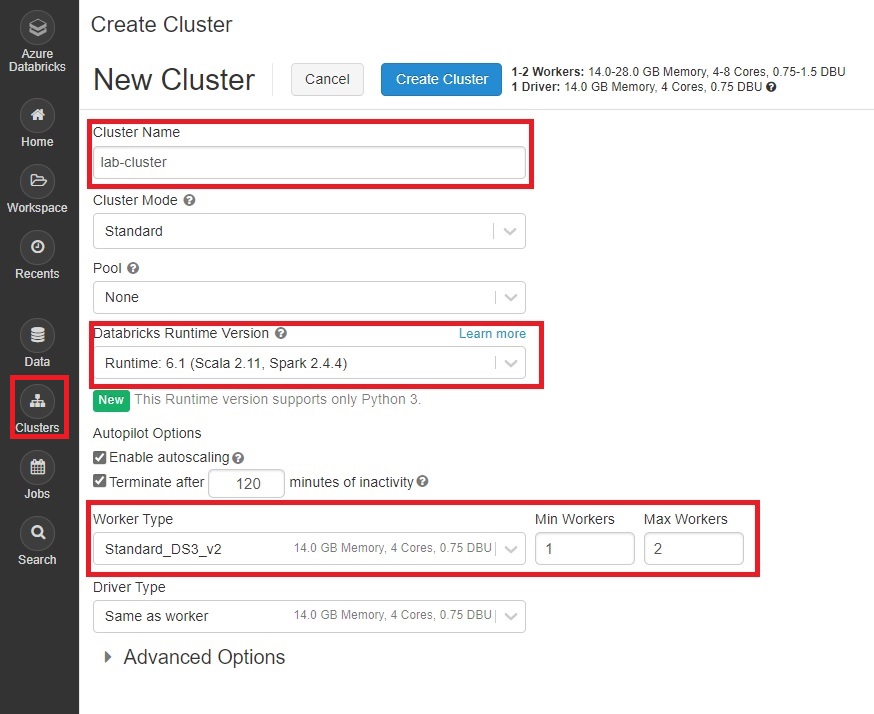 Azure
Databricks
Home
Workspace
Recents
Data
Clusters
Jobs
Search
Create Cluster
New Cluster
Cancel
Create Cluster
1-2 Workers: 14.0-28.0 GB Memory, 4-8 Cores, 0.75-1.5 DBU
1 Driver: 14.0 GB Memory, 4 Cores, 0.75 DBU ?
Cluster Name
lab-cluster
Cluster Mode ?
Standard
Pool ?
None
Databricks Runtime Version ? Learn more
Runtime: 6.1 (Scala 2.11, Spark 2.4.4)
New This Runtime version supports only Python 3.
Autopilot Options
Enable autoscaling ?
Terminate after 120 minutes of inactivity ?
Worker Type Min Workers Max Workers
Standard_DS3_v2 14.0 GB Memory, 4 Cores, 0.75 DBU 1 2
Driver Type
Same as worker 14.0 GB Memory, 4 Cores, 0.75 DBU
Advanced Options